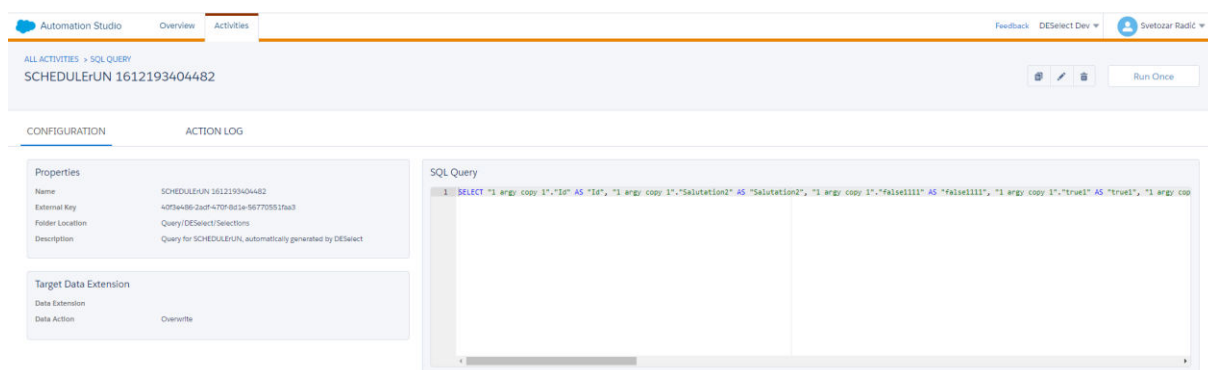 Automation Studio Overview Activities Feedback DESelect Dev Svetozar Radić
ALL ACTIVITIES > SQL QUERY
SCHEDULErUN 1612193404482
Run Once
CONFIGURATION ACTION LOG
Properties
Name SCHEDULErUN 1612193404482
External Key 40f3e486-2adf-470f-8d1e-56770551faa3
Folder Location Query/DESelect/Selections
Description Query for SCHEDULErUN, automatically generated by DESelect
Target Data Extension
Data Extension
Data Action Overwrite
SQL Query
1 SELECT "1 argy copy 1"."Id" AS "Id", "1 argy copy 1"."Salutetion2" AS "Salutetion2", "1 argy copy 1"."false1111" AS "false1111", "1 argy copy 1"."true1" AS "true1", "1 argy cop